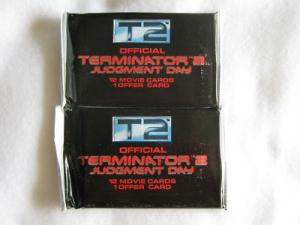 T2
OFFICIAL
TERMINATOR 2
JUDGMENT DAY
12 MOVIE CARDS
1 OFFER CARD
T2
OFFICIAL
TERMINATOR 2
JUDGMENT DAY
12 MOVIE CARDS
1 OFFER CARD